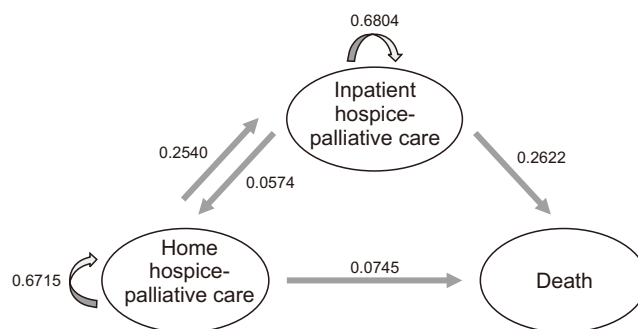 0.6804
Inpatient
hospice-
palliative care
0.2540
0.0574
0.2622
Home
hospice-
palliative care
0.6715
0.0745
Death